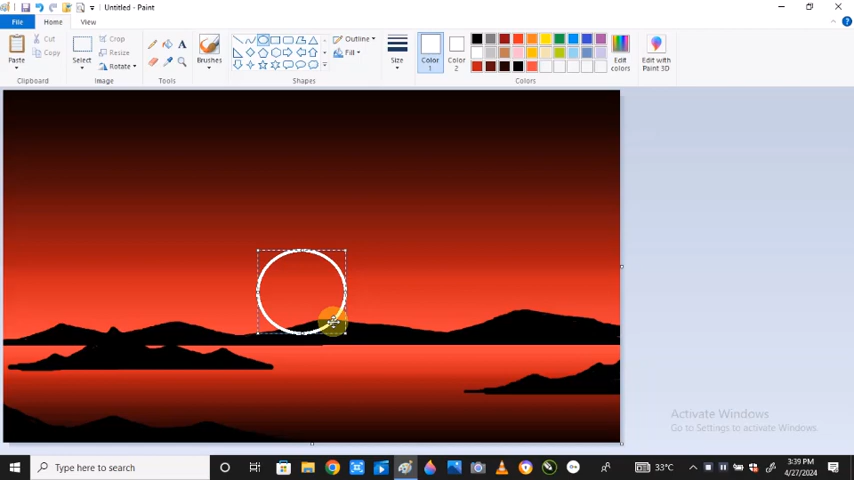 Untitled - Paint
File
Home
View
Paste
Cut
Copy
Clipboard
Select
Crop
Resize
Rotate
Image
A
Tools
Brushes
Outline
Fill
Shapes
Size
Color
1
Color
2
Edit
colors
Colors
Edit with
Paint 3D
Activate Windows
Go to Settings to activate Windows.
Type here to search
33°C
3:39 PM
4/27/2024